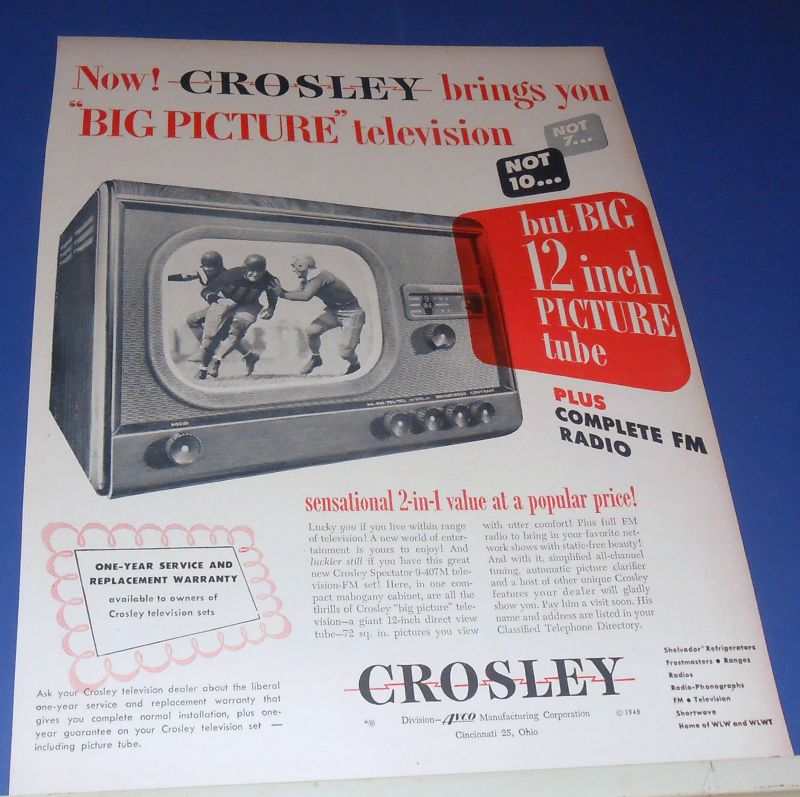 Now! CROSLEY brings you
"BIG PICTURE" television
NOT
7...
NOT
10...
but BIG
12 inch
PICTURE
tube
PLUS
COMPLETE FM
RADIO
FOCUS
BRIGHTNESS CONTRAST
sensational 2-in-1 value at a popular price!
Lucky you if you live within range
of television! A new world of enter-
tainment is yours to enjoy! And
luckier still if you have this great
new Crosley Spectator 9-407M tele-
vision-FM set! Here, in one com-
pact mahogany cabinet, are all the
thrills of Crosley "big picture" tele-
vision—a giant 12-inch direct view
tube—72 sq. in. pictures you view
with utter comfort! Plus full FM
radio to bring in your favorite net-
work shows with static-free beauty!
And with it, simplified all-channel
tuning, automatic picture clarifier
and a host of other unique Crosley
features your dealer will gladly
show you. Pay him a visit soon. His
name and address are listed in your
Classified Telephone Directory.
ONE-YEAR SERVICE AND
REPLACEMENT WARRANTY
available to owners of
Crosley television sets
Ask your Crosley television dealer about the liberal
one-year service and replacement warranty that
gives you complete normal installation, plus one-
year guarantee on your Crosley television set —
including picture tube.
CROSLEY
Division—AVCO Manufacturing Corporation
Cincinnati 25, Ohio
© 1948
*®
Shelvador* Refrigerators
Frostmasters • Ranges
Radios
Radio-Phonographs
FM • Television
Shortwave
Home of WLW and WLWT